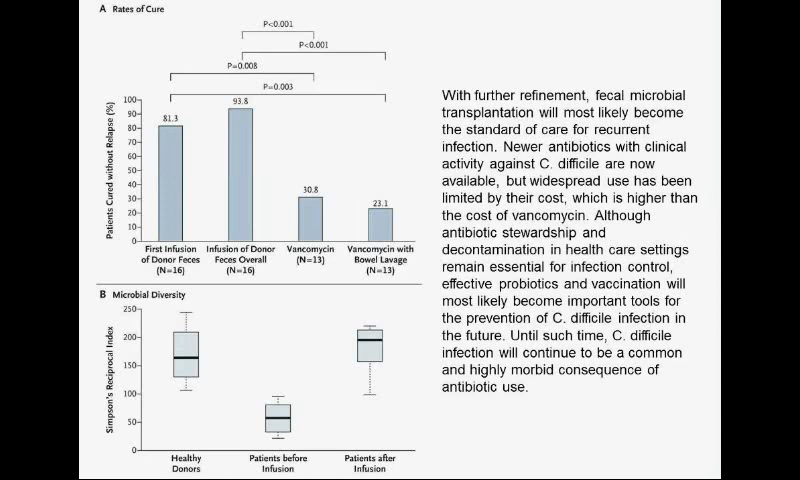 A Rates of Cure
P<0.001
P<0.001
P=0.008
P=0.003
Patients Cured without Relapse (%)
100
90
80
70
60
50
40
30
20
10
0
81.3
93.8
30.8
23.1
First Infusion
of Donor Feces
(N=16)
Infusion of Donor
Feces Overall
(N=16)
Vancomycin
(N=13)
Vancomycin with
Bowel Lavage
(N=13)
B Microbial Diversity
Simpson's Reciprocal Index
250
200
150
100
50
0
Healthy
Donors
Patients before
Infusion
Patients after
Infusion
With further refinement, fecal microbial
transplantation will most likely become
the standard of care for recurrent
infection. Newer antibiotics with clinical
activity against C. difficile are now
available, but widespread use has been
limited by their cost, which is higher than
the cost of vancomycin. Although
antibiotic stewardship and
decontamination in health care settings
remain essential for infection control,
effective probiotics and vaccination will
most likely become important tools for
the prevention of C. difficile infection in
the future. Until such time, C. difficile
infection will continue to be a common
and highly morbid consequence of
antibiotic use.